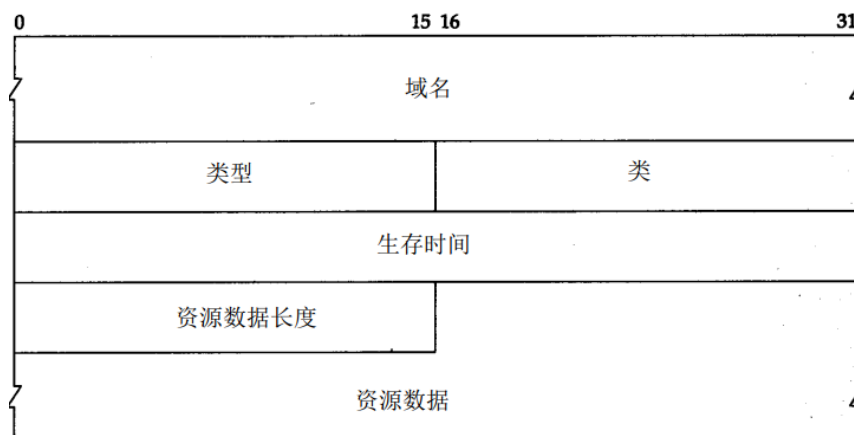 0 15 16 31
域名
类型 类
生存时间
资源数据长度
资源数据